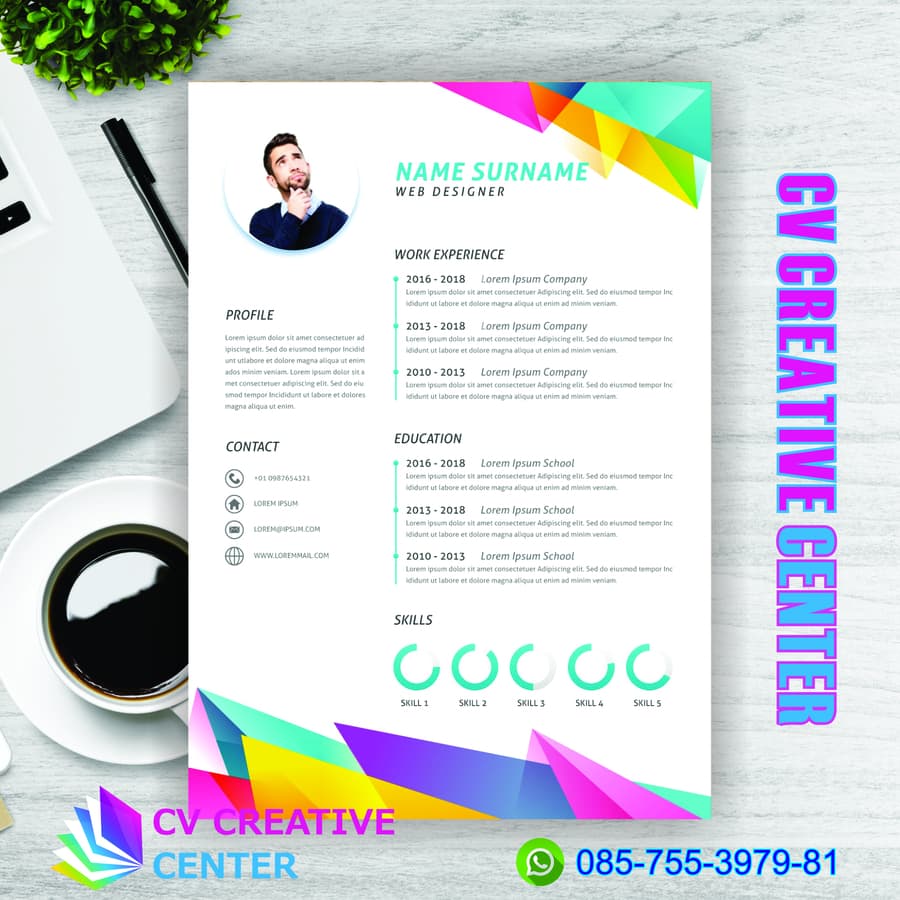 NAME SURNAME
WEB DESIGNER
PROFILE
Lorem ipsum dolor sit amet con
ipiscing elit. Sed do eiusmod tempor Incidid
unt utlabore et dolore magna aliqua ut enim
ados minim veniam. Lorem ipsum dolor sit a
met consectetuer adipiscing elit. Sed do eiu
smod tempor Incididunt ut labore et dolores
magna aliqua ut enim.
CONTACT
+01 0987654321
LOREM IPSUM
LOREM@IPSUM.COM
WWW.LOREMMAIL.COM
WORK EXPERIENCE
2016 - 2018 Lorem Ipsum Company
Lorem ipsum dolor sit amet consectetuer Adipiscing elit. Sed do eiusmod tempor Inc
ididunt ut labore et dolore magna aliqua ut enim ados minim veniam.
2013 - 2018 Lorem Ipsum Company
Lorem ipsum dolor sit amet consectetuer Adipiscing elit. Sed do eiusmod tempor Inc
ididunt ut labore et dolore magna aliqua ut enim ados minim veniam.
2010 - 2013 Lorem Ipsum Company
Lorem ipsum dolor sit amet consectetuer Adipiscing elit. Sed do eiusmod tempor Inc
ididunt ut labore et dolore magna aliqua ut enim ados minim veniam.
EDUCATION
2016 - 2018 Lorem Ipsum School
Lorem ipsum dolor sit amet consectetuer Adipiscing elit. Sed do eiusmod tempor Inc
ididunt ut labore et dolore magna aliqua ut enim ados minim veniam.
2013 - 2018 Lorem Ipsum School
Lorem ipsum dolor sit amet consectetuer Adipiscing elit. Sed do eiusmod tempor Inc
ididunt ut labore et dolore magna aliqua ut enim ados minim veniam.
2010 - 2013 Lorem Ipsum School
Lorem ipsum dolor sit amet consectetuer Adipiscing elit. Sed do eiusmod tempor Inc
ididunt ut labore et dolore magna aliqua ut enim ados minim veniam.
SKILLS
SKILL 1 SKILL 2 SKILL 3 SKILL 4 SKILL 5
CV CREATIVE CENTER
CV CREATIVE
CENTER
085-755-3979-81